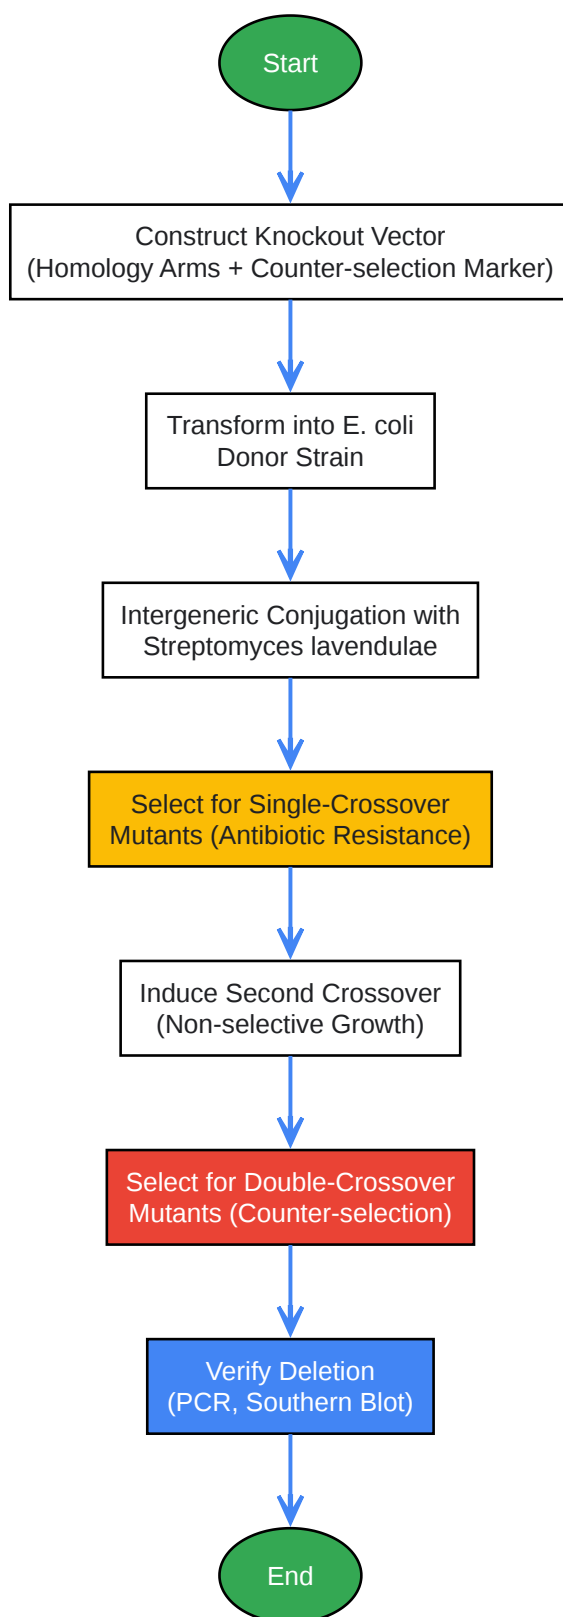 Start
Construct Knockout Vector
(Homology Arms + Counter-selection Marker)
Transform into E. coli
Donor Strain
Intergeneric Conjugation with
Streptomyces lavendulae
Select for Single-Crossover
Mutants (Antibiotic Resistance)
Induce Second Crossover
(Non-selective Growth)
Select for Double-Crossover
Mutants (Counter-selection)
Verify Deletion
(PCR, Southern Blot)
End